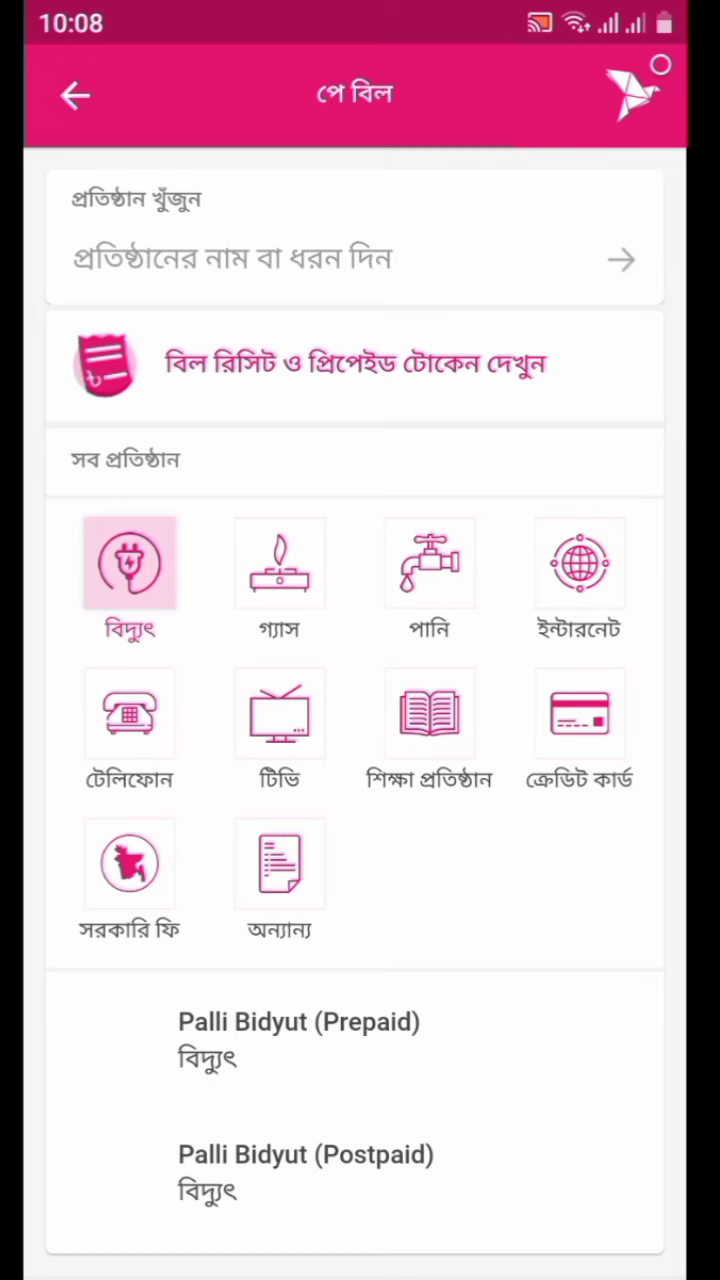 10:08
পে বিল
প্রতিষ্ঠান খুঁজুন
প্রতিষ্ঠানের নাম বা ধরন দিন
বিল রিসিট ও প্রিপেইড টোকেন দেখুন
সব প্রতিষ্ঠান
বিদ্যুৎ গ্যাস পানি ইন্টারনেট
টেলিফোন টিভি শিক্ষা প্রতিষ্ঠান ক্রেডিট কার্ড
সরকারি ফি অন্যান্য
Palli Bidyut (Prepaid)
বিদ্যুৎ
Palli Bidyut (Postpaid)
বিদ্যুৎ